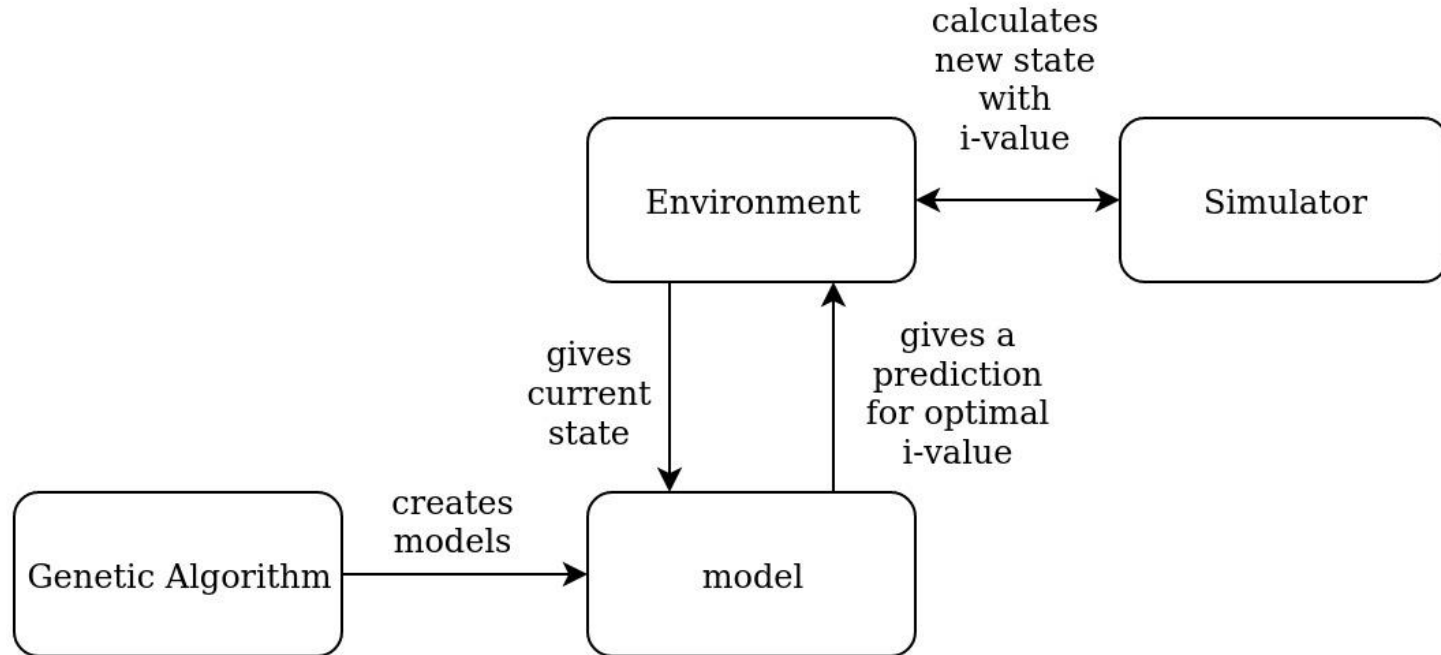 calculates
new state
with
i-value
Environment
Simulator
gives
current
state
gives a
prediction
for optimal
i-value
creates
models
Genetic Algorithm
model